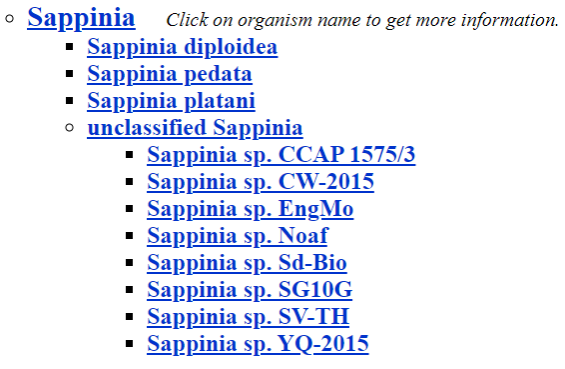 Sappinia Click on organism name to get more information.
Sappinia diploidea
Sappinia pedata
Sappinia platani
unclassified Sappinia
Sappinia sp. CCAP 1575/3
Sappinia sp. CW-2015
Sappinia sp. EngMo
Sappinia sp. Noaf
Sappinia sp. Sd-Bio
Sappinia sp. SG10G
Sappinia sp. SV-TH
Sappinia sp. YQ-2015